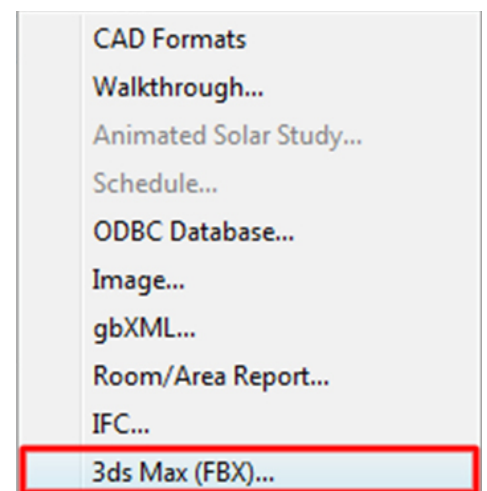 CAD Formats
Walkthrough...
Animated Solar Study...
Schedule...
ODBC Database...
Image...
gbXML...
Room/Area Report...
IFC...
3ds Max (FBX)...